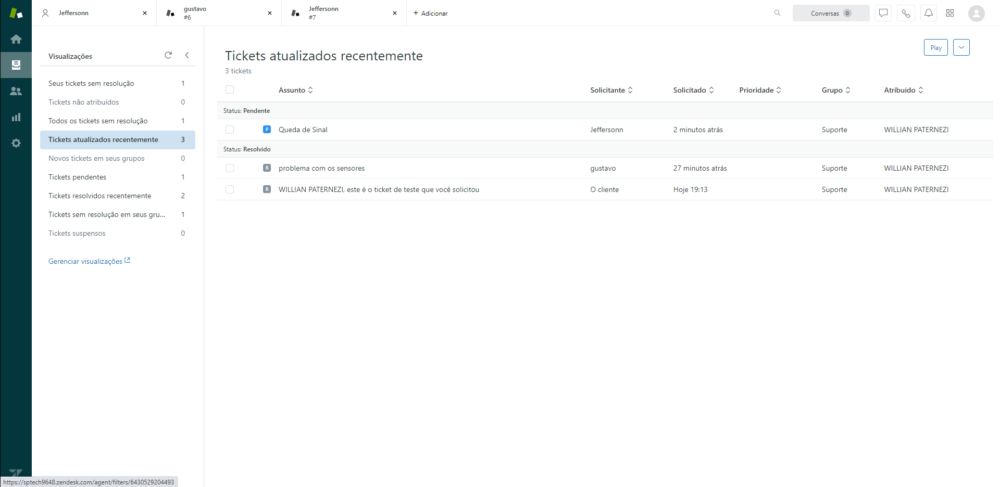 Jeffersonn
gustavo
#6
Jeffersonn
#7
Adicionar
Conversas 0
Visualizações
Seus tickets sem resolução 1
Tickets não atribuídos 0
Todos os tickets sem resolução 1
Tickets atualizados recentemente 3
Novos tickets em seus grupos 0
Tickets pendentes 1
Tickets resolvidos recentemente 2
Tickets sem resolução em seus gru... 1
Tickets suspensos 0
Gerenciar visualizações
Tickets atualizados recentemente
3 tickets
Play
Assunto Solicitante Solicitado Prioridade Grupo Atribuído
Status: Pendente
P Queda de Sinal Jeffersonn 2 minutos atrás Suporte WILLIAN PATERNEZI
Status: Resolvido
R problema com os sensores gustavo 27 minutos atrás Suporte WILLIAN PATERNEZI
R WILLIAN PATERNEZI, este é o ticket de teste que você solicitou O cliente Hoje 19:13 Suporte WILLIAN PATERNEZI
https://sptech9648.zendesk.com/agent/filters/6430529204493